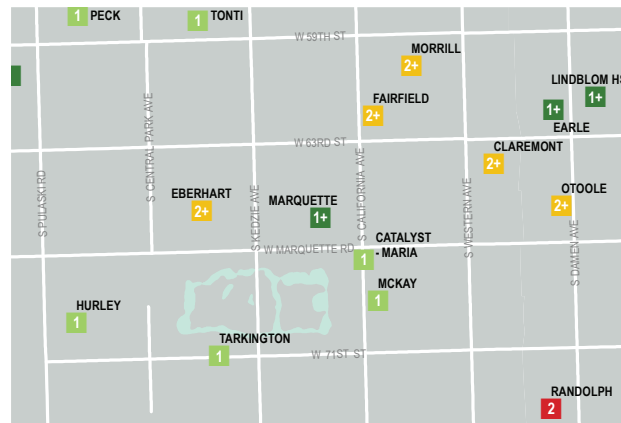 1 PECK
1 TONTI
W 59TH ST
MORRILL
2+
LINDBLOM HS
1+
FAIRFIELD
2+
1+
EARLE
W 63RD ST
CLAREMONT
2+
S CENTRAL PARK AVE
S PULASKI RD
EBERHART
2+
S KEDZIE AVE
MARQUETTE
1+
S CALIFORNIA AVE
S WESTERN AVE
OTOOLE
2+
S DAMEN AVE
W MARQUETTE RD
CATALYST
- MARIA
1
MCKAY
1
HURLEY
1
TARKINGTON
1
W 71ST ST
RANDOLPH
2